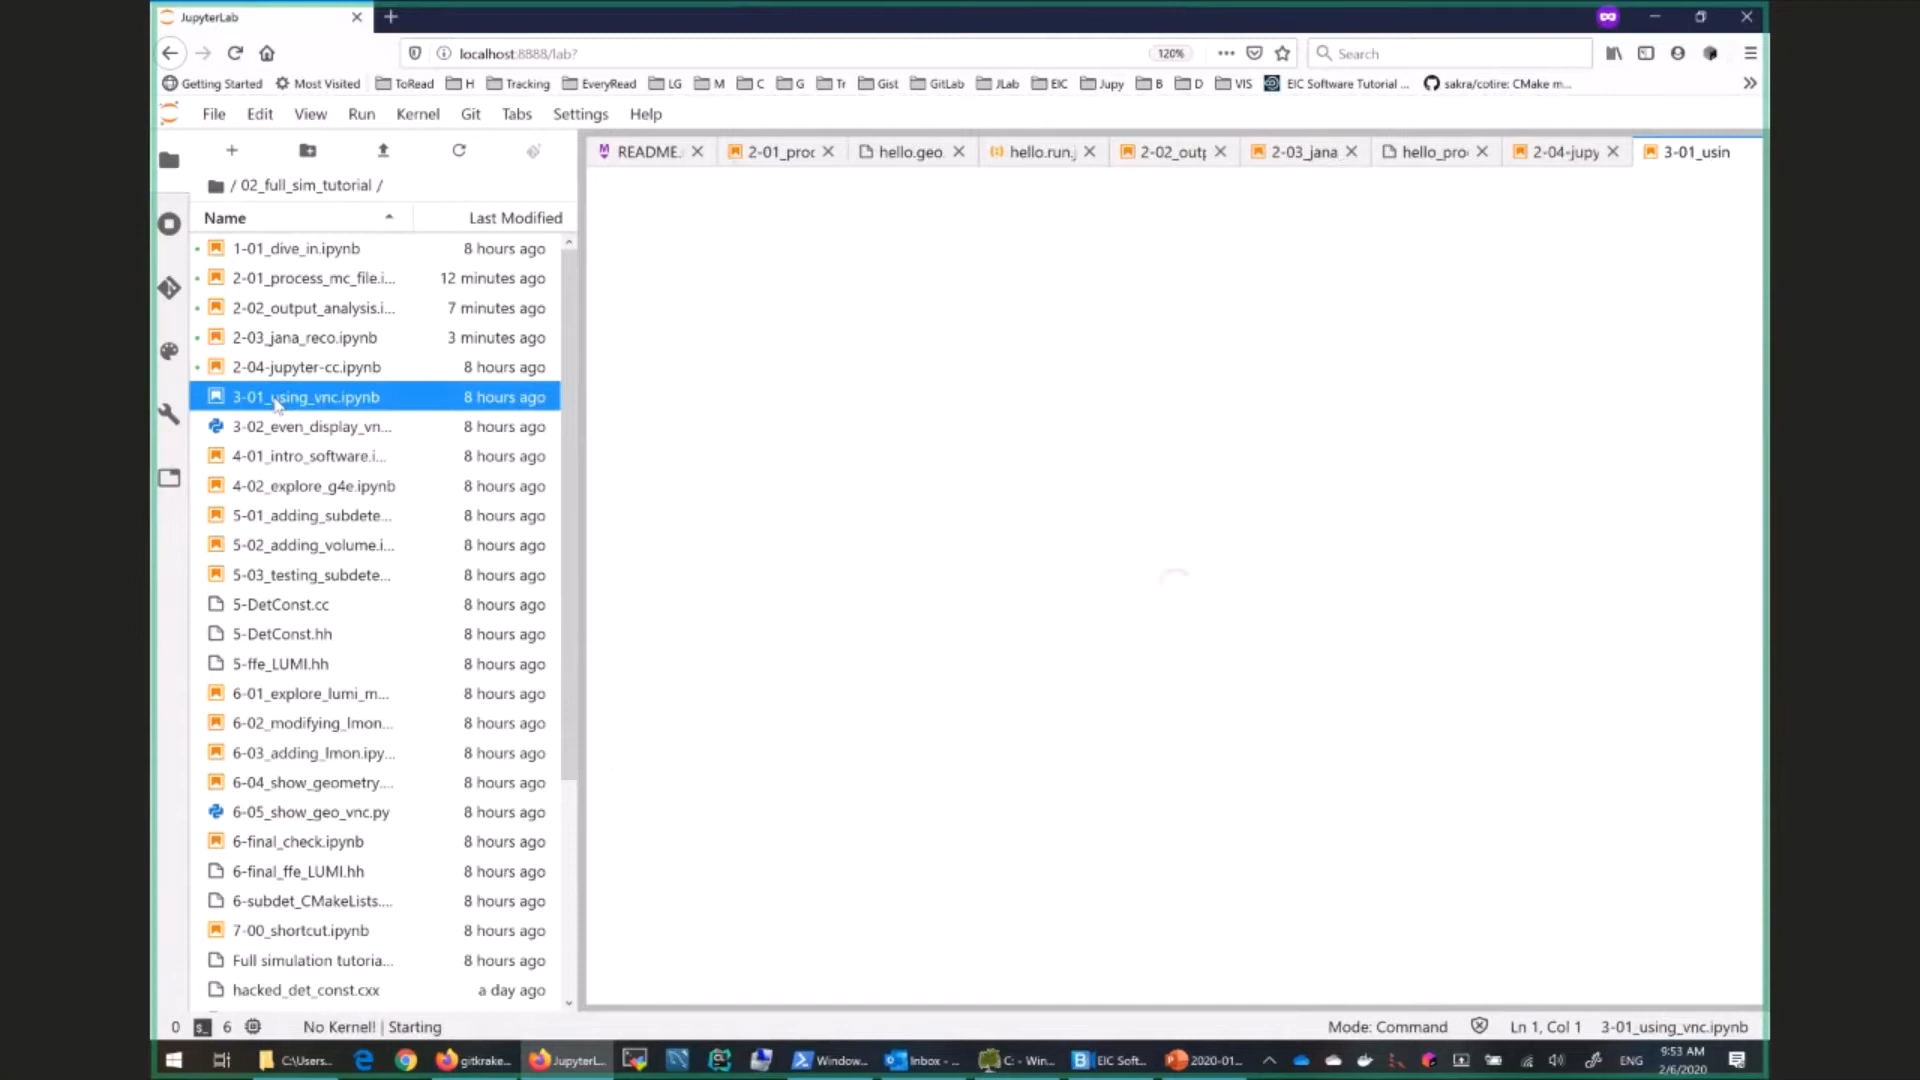 JupyterLab
localhost:8888/lab?
120%
Search
Getting Started Most Visited ToRead H Tracking EveryRead LG M C G Tr Gist GitLab JLab EIC Jupy B D VIS EIC Software Tutorial ... sakra/cotire: CMake m...
File Edit View Run Kernel Git Tabs Settings Help
README. 2-01_proc hello.geo hello.run.j 2-02_outp 2-03_jana hello_pro 2-04-jupy 3-01_usin
/ 02_full_sim_tutorial /
Name Last Modified
1-01_dive_in.ipynb 8 hours ago
2-01_process_mc_file.i... 12 minutes ago
2-02_output_analysis.i... 7 minutes ago
2-03_jana_reco.ipynb 3 minutes ago
2-04-jupyter-cc.ipynb 8 hours ago
3-01_using_vnc.ipynb 8 hours ago
3-02_even_display_vn... 8 hours ago
4-01_intro_software.i... 8 hours ago
4-02_explore_g4e.ipynb 8 hours ago
5-01_adding_subdete... 8 hours ago
5-02_adding_volume.i... 8 hours ago
5-03_testing_subdete... 8 hours ago
5-DetConst.cc 8 hours ago
5-DetConst.hh 8 hours ago
5-ffe_LUMI.hh 8 hours ago
6-01_explore_lumi_m... 8 hours ago
6-02_modifying_lmon... 8 hours ago
6-03_adding_lmon.ipy... 8 hours ago
6-04_show_geometry.... 8 hours ago
6-05_show_geo_vnc.py 8 hours ago
6-final_check.ipynb 8 hours ago
6-final_ffe_LUMI.hh 8 hours ago
6-subdet_CMakeLists.... 8 hours ago
7-00_shortcut.ipynb 8 hours ago
Full simulation tutoria... 8 hours ago
hacked_det_const.cxx a day ago
0 6 No Kernel! | Starting Mode: Command Ln 1, Col 1 3-01_using_vnc.ipynb
C:\Users... gitkrake... JupyterL... Window... Inbox - ... C: - Win... EIC Soft... 2020-01... ENG 9:53 AM
2/6/2020